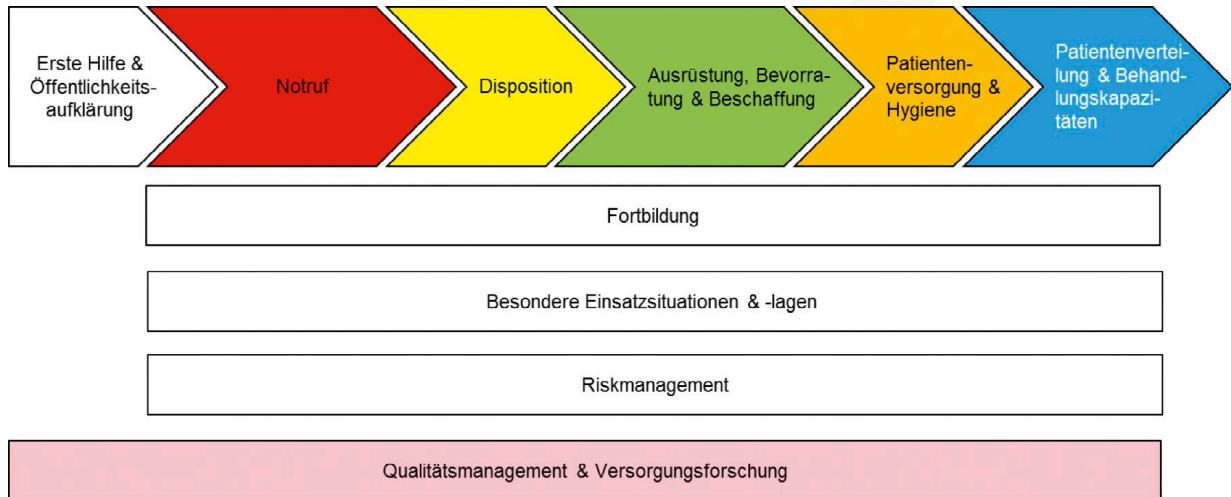 Erste Hilfe &
Öffentlichkeits-
aufklärung
Notruf
Disposition
Ausrüstung, Bevorra-
tung & Beschaffung
Patienten-
versorgung &
Hygiene
Patientenvertei-
lung & Behand-
lungskapazi-
täten
Fortbildung
Besondere Einsatzsituationen & -lagen
Riskmanagement
Qualitätsmanagement & Versorgungsforschung